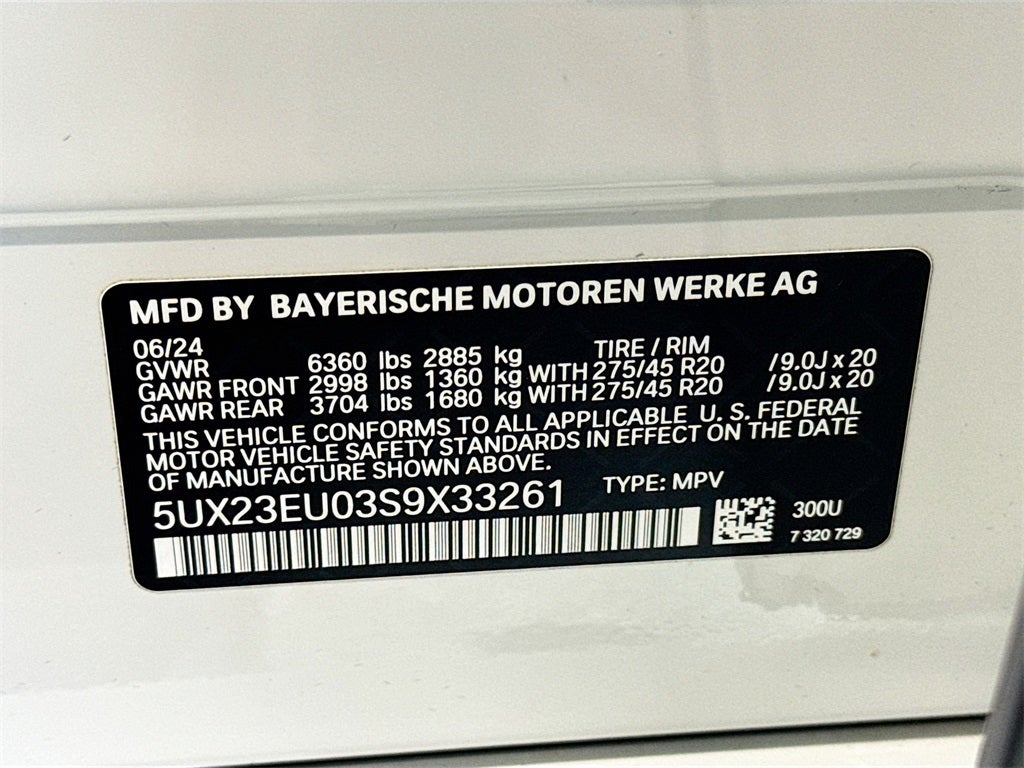 MFD BY BAYERISCHE MOTOREN WERKE AG
06/24 TIRE / RIM
GVWR 6360 lbs 2885 kg
GAWR FRONT 2998 lbs 1360 kg WITH 275/45 R20 / 9.0J x 20
GAWR REAR 3704 lbs 1680 kg WITH 275/45 R20 / 9.0J x 20
THIS VEHICLE CONFORMS TO ALL APPLICABLE U. S. FEDERAL
MOTOR VEHICLE SAFETY STANDARDS IN EFFECT ON THE DATE
OF MANUFACTURE SHOWN ABOVE.
5UX23EU03S9X33261 TYPE: MPV
300U
7 320 729